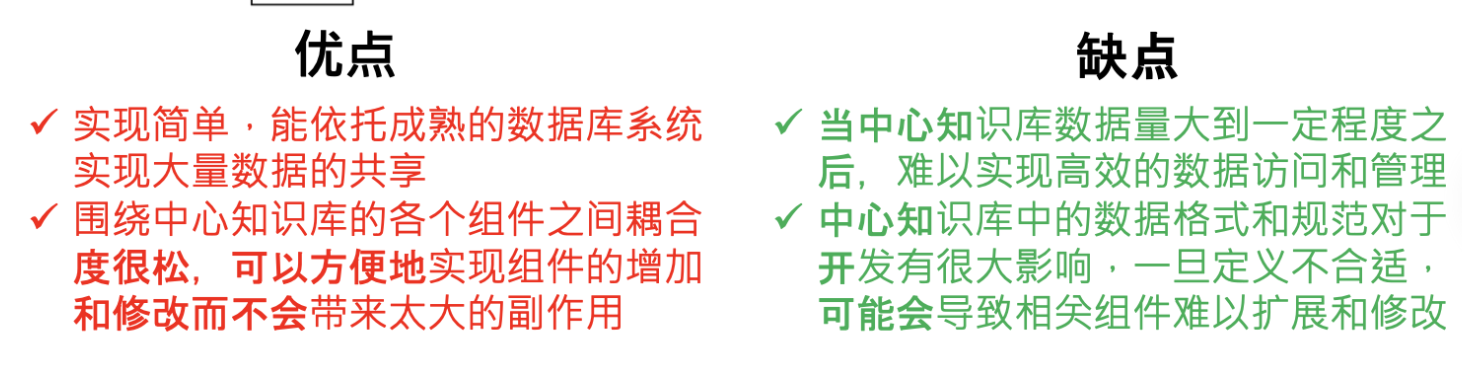 优点
✓ 实现简单，能依托成熟的数据库系统
实现大量数据的共享
✓ 围绕中心知识库的各个组件之间耦合
度很松，可以方便地实现组件的增加
和修改而不会带来太大的副作用
缺点
✓ 当中心知识库数据量大到一定程度之
后，难以实现高效的数据访问和管理
✓ 中心知识库中的数据格式和规范对于
开发有很大影响，一旦定义不合适，
可能会导致相关组件难以扩展和修改